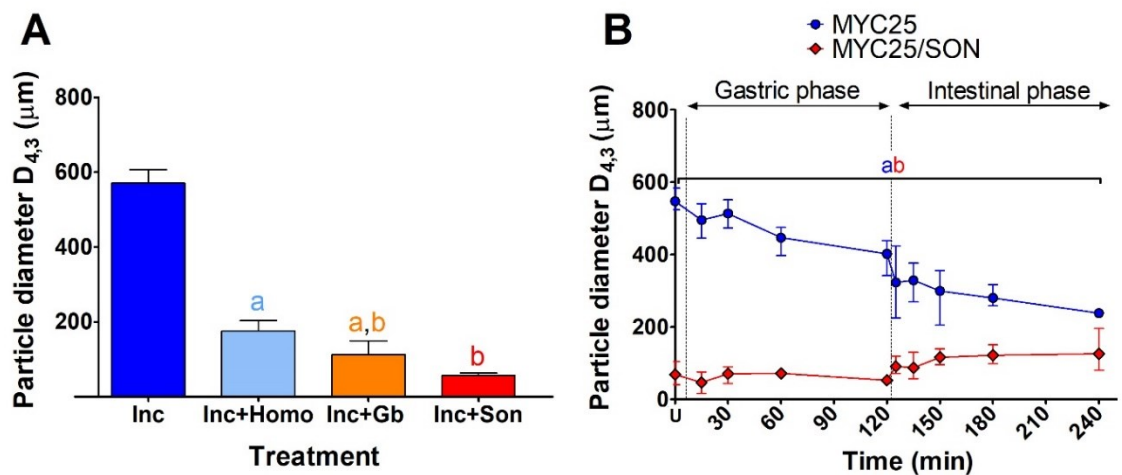 A
Particle diameter D4,3 (μm)
800
600
400
200
a
a,b
b
Inc
Inc+Homo
Inc+Gb
Inc+Son
Treatment
B
MYC25
MYC25/SON
Gastric phase
Intestinal phase
Particle diameter D4,3 (μm)
800
600
400
200
0
ab
U
30
60
90
120
150
180
210
240
Time (min)